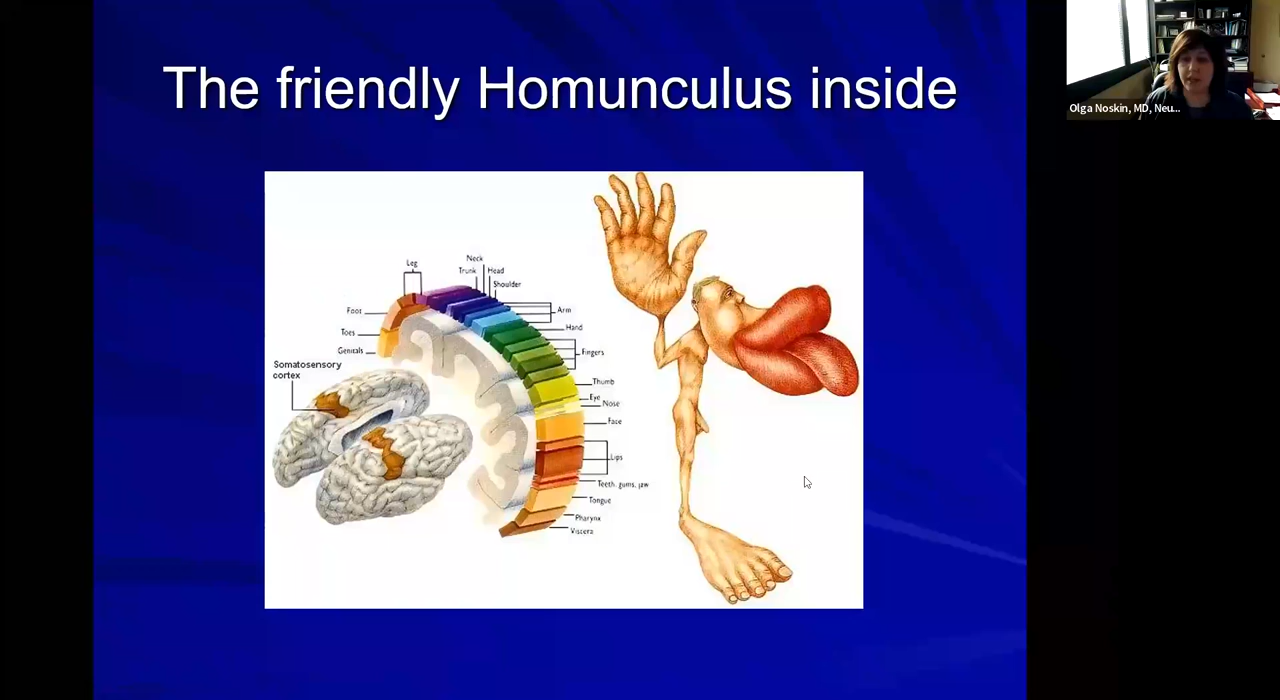 The friendly Homunculus inside
Olga Noskin, MD, Neu...
Neck
Leg
Trunk
Head
Shoulder
Foot
Arm
Toes
Hand
Genitals
Fingers
Somatosensory
cortex
Thumb
Eye
Nose
Face
Lips
Teeth, gums, jaw
Tongue
Pharynx
Viscera